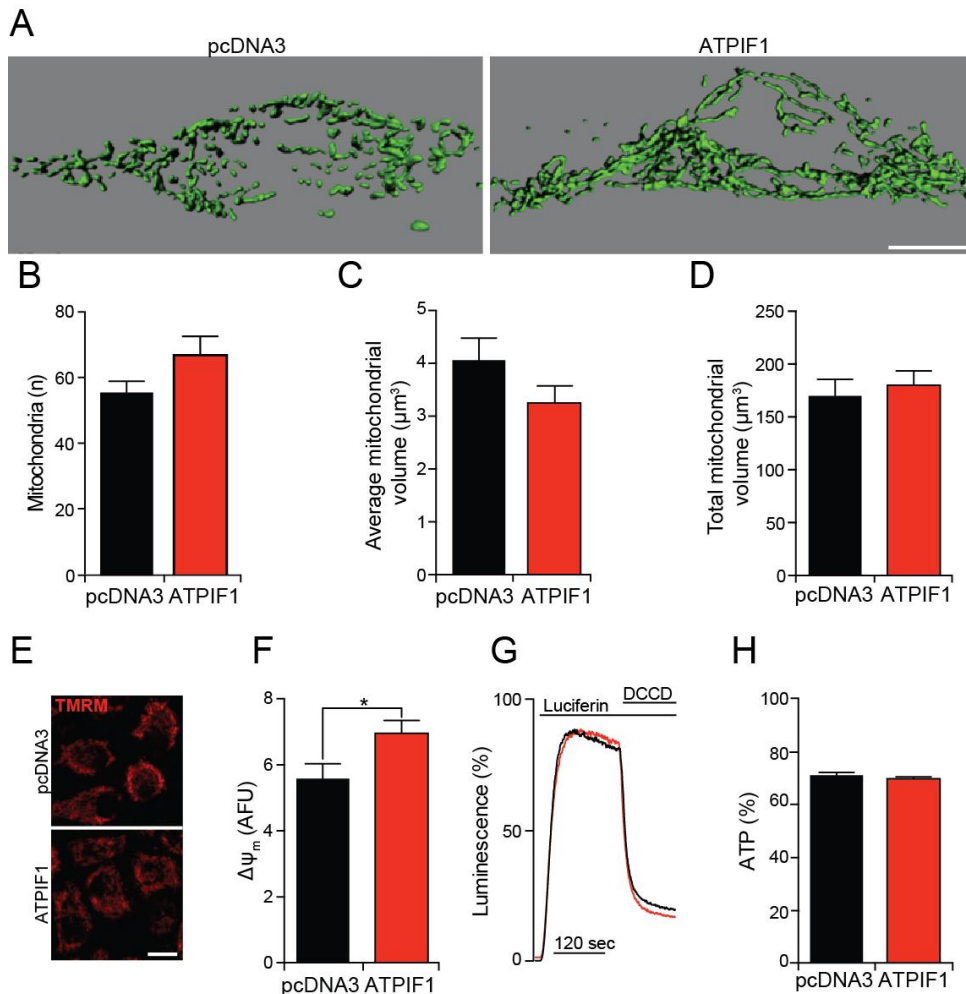 A
pcDNA3
ATPIF1
B
80
60
40
20
0
Mitochondria (n)
pcDNA3 ATPIF1
C
5
4
3
2
1
0
Average mitochondrial
volume (µm³)
pcDNA3 ATPIF1
D
250
200
150
100
50
0
Total mitochondrial
volume (µm³)
pcDNA3 ATPIF1
E
TMRM
pcDNA3
ATPIF1
F
8
6
4
2
0
*
Δψm (AFU)
pcDNA3 ATPIF1
G
100
50
0
Luminescence (%)
DCCD
Luciferin
120 sec
H
100
80
60
40
20
0
ATP (%)
pcDNA3 ATPIF1